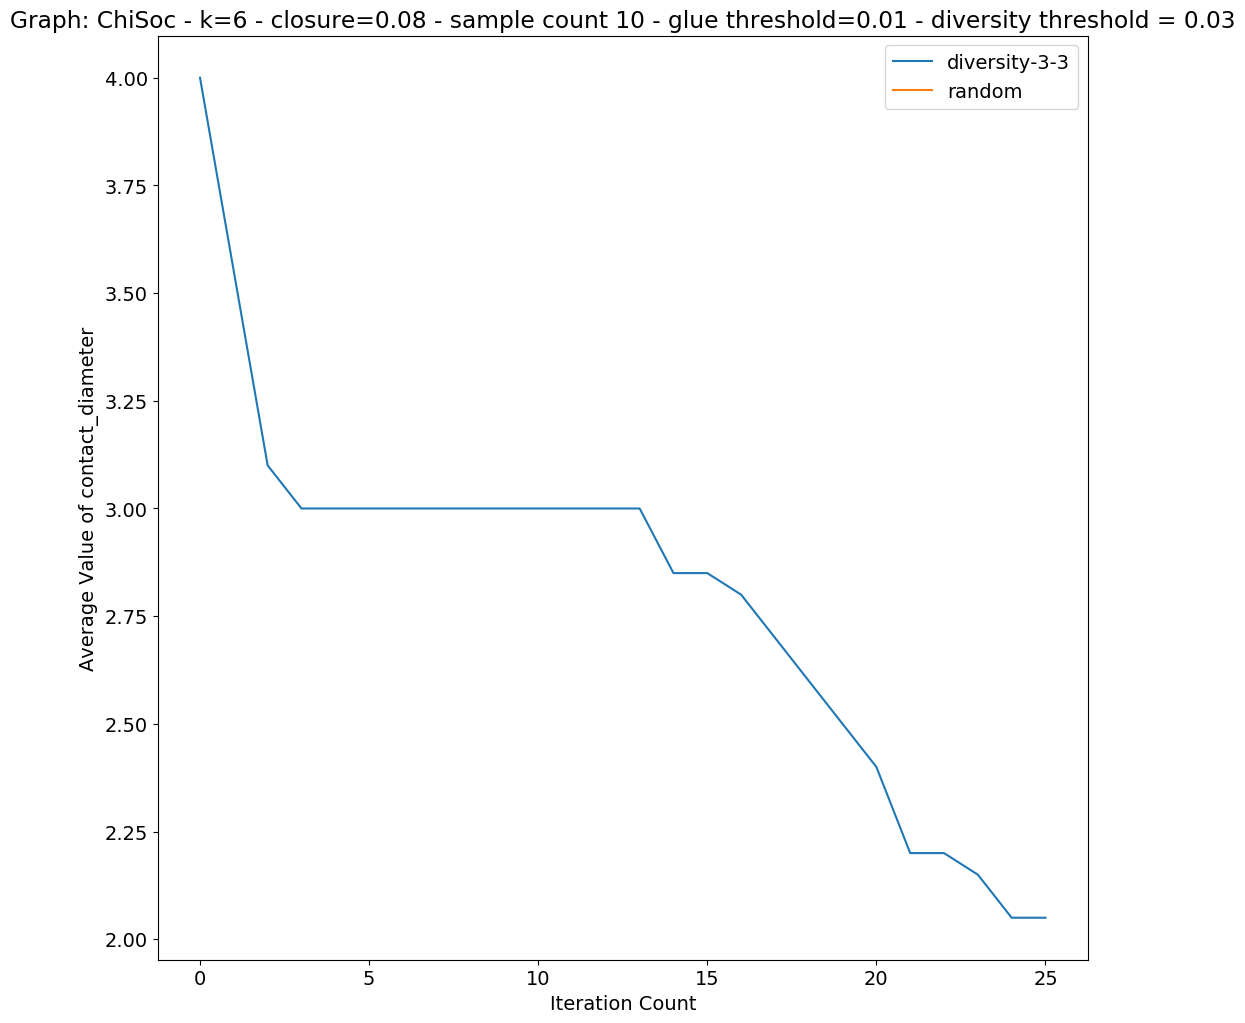 Graph: ChiSoc - k=6 - closure=0.08 - sample count 10 - glue threshold=0.01 - diversity threshold = 0.03
diversity-3-3
random
4.00
3.75
3.50
3.25
3.00
2.75
2.50
2.25
2.00
Average Value of contact_diameter
0 5 10 15 20 25
Iteration Count